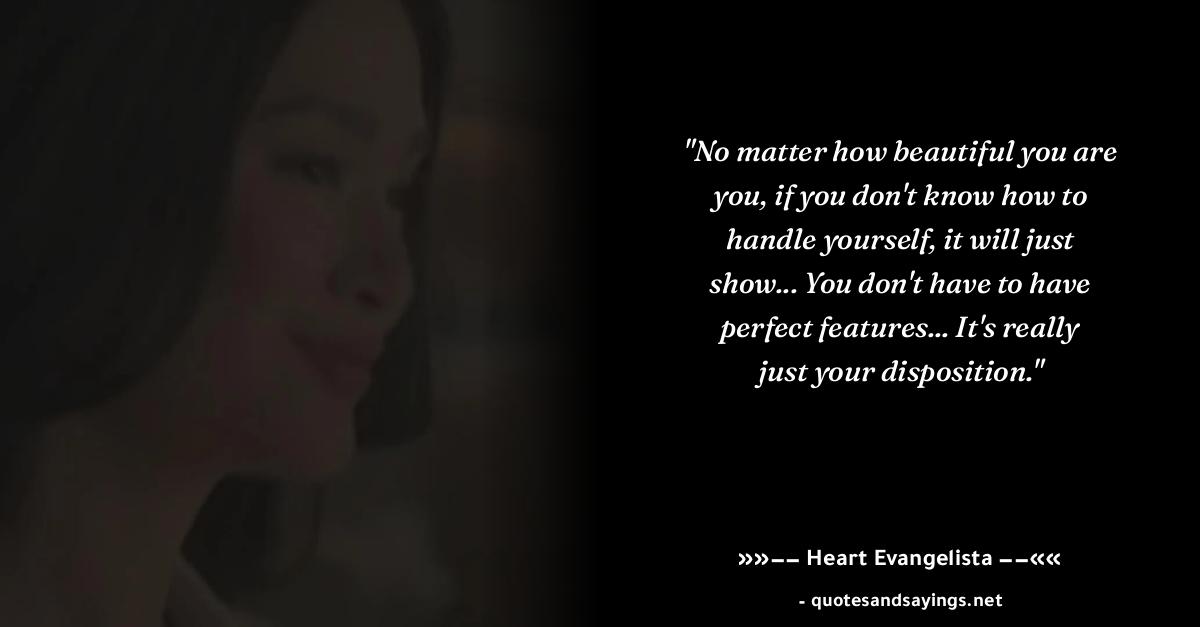 "No matter how beautiful you are
you, if you don't know how to
handle yourself, it will just
show... You don't have to have
perfect features... It's really
just your disposition."
»»–– Heart Evangelista ––««
- quotesandsayings.net